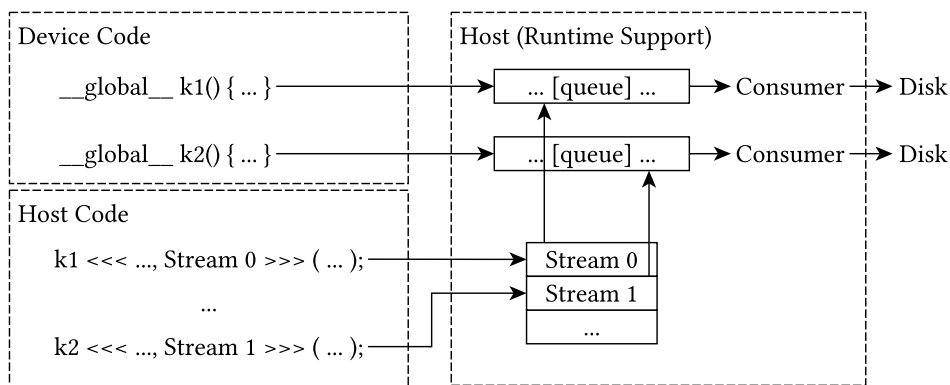 Device Code
__global__ k1() { ... }
__global__ k2() { ... }
Host Code
k1 <<< ..., Stream 0 >>> ( ... );
...
k2 <<< ..., Stream 1 >>> ( ... );
Host (Runtime Support)
... [queue] ...
Consumer
Disk
... [queue] ...
Consumer
Disk
Stream 0
Stream 1
...